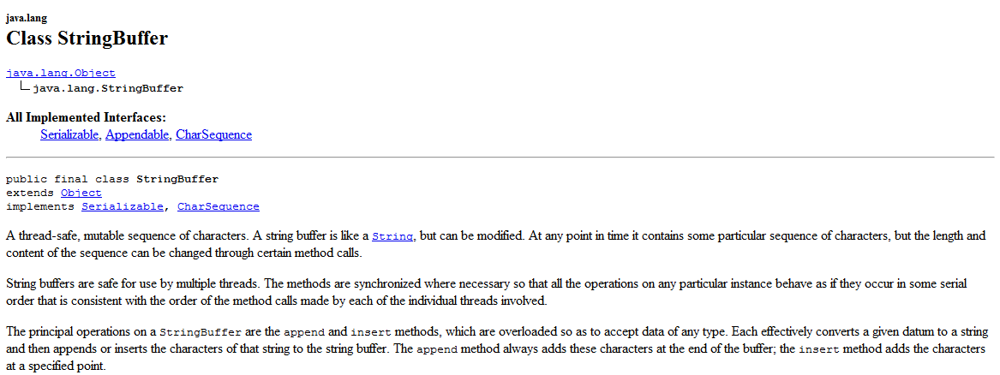 java.lang
Class StringBuffer
java.lang.Object
java.lang.StringBuffer
All Implemented Interfaces:
Serializable, Appendable, CharSequence
public final class StringBuffer
extends Object
implements Serializable, CharSequence
A thread-safe, mutable sequence of characters. A string buffer is like a String, but can be modified. At any point in time it contains some particular sequence of characters, but the length and
content of the sequence can be changed through certain method calls.
String buffers are safe for use by multiple threads. The methods are synchronized where necessary so that all the operations on any particular instance behave as if they occur in some serial
order that is consistent with the order of the method calls made by each of the individual threads involved.
The principal operations on a StringBuffer are the append and insert methods, which are overloaded so as to accept data of any type. Each effectively converts a given datum to a string
and then appends or inserts the characters of that string to the string buffer. The append method always adds these characters at the end of the buffer; the insert method adds the characters
at a specified point.